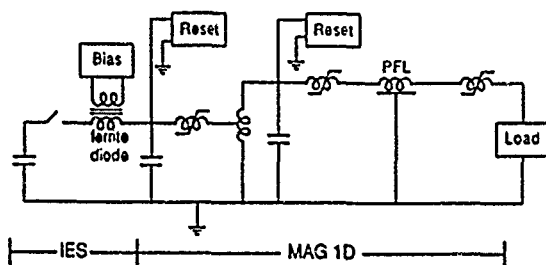 Reset
Reset
Bias
PFL
ferrite
diode
Load
IES
MAG 1D